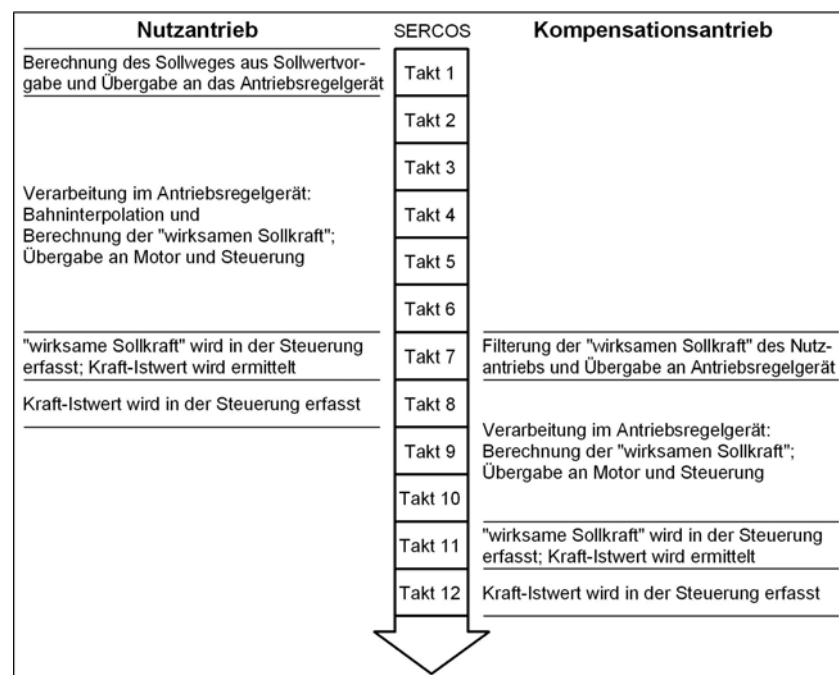 Nutzantrieb
SERCOS
Kompensationsantrieb
Berechnung des Sollweges aus Sollwertvor-
gabe und Übergabe an das Antriebsregelgerät
Takt 1
Takt 2
Takt 3
Verarbeitung im Antriebsregelgerät:
Bahninterpolation und
Berechnung der "wirksamen Sollkraft";
Übergabe an Motor und Steuerung
Takt 4
Takt 5
Takt 6
"wirksame Sollkraft" wird in der Steuerung
erfasst; Kraft-Istwert wird ermittelt
Takt 7
Filterung der "wirksamen Sollkraft" des Nutz-
antriebs und Übergabe an Antriebsregelgerät
Kraft-Istwert wird in der Steuerung erfasst
Takt 8
Takt 9
Verarbeitung im Antriebsregelgerät:
Berechnung der "wirksamen Sollkraft";
Übergabe an Motor und Steuerung
Takt 10
Takt 11
"wirksame Sollkraft" wird in der Steuerung
erfasst; Kraft-Istwert wird ermittelt
Takt 12
Kraft-Istwert wird in der Steuerung erfasst